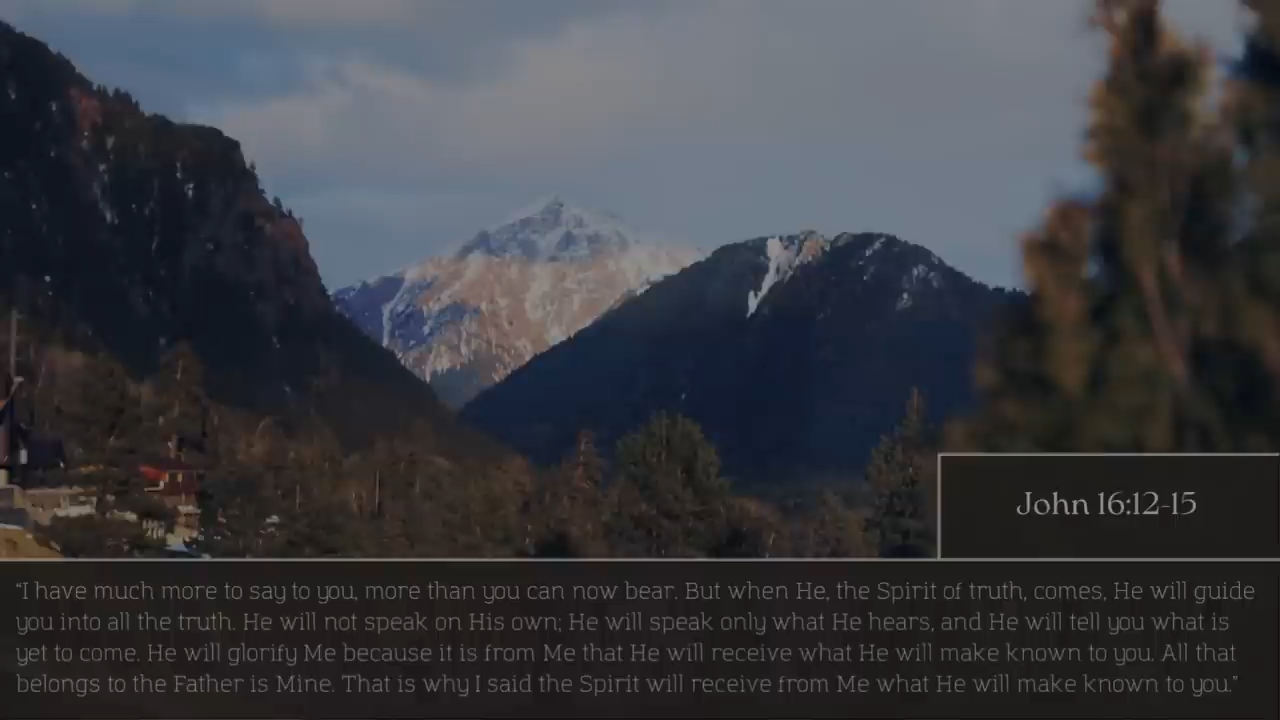 John 16:12-15
“I have much more to say to you, more than you can now bear. But when He, the Spirit of truth, comes, He will guide
you into all the truth. He will not speak on His own; He will speak only what He hears, and He will tell you what is
yet to come. He will glorify Me because it is from Me that He will receive what He will make known to you. All that
belongs to the Father is Mine. That is why I said the Spirit will receive from Me what He will make known to you.”